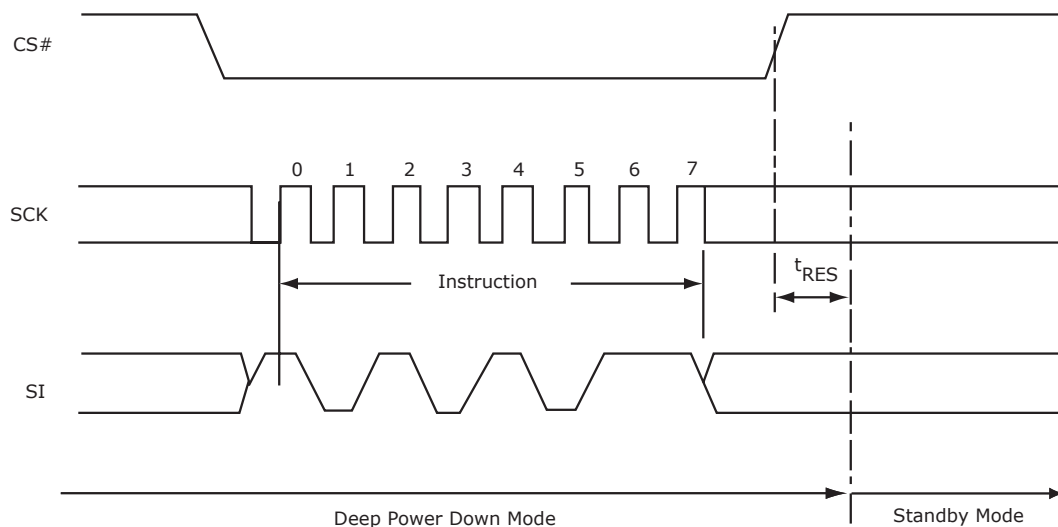 CS#
0 1 2 3 4 5 6 7
SCK
Instruction
tRES
SI
Deep Power Down Mode
Standby Mode